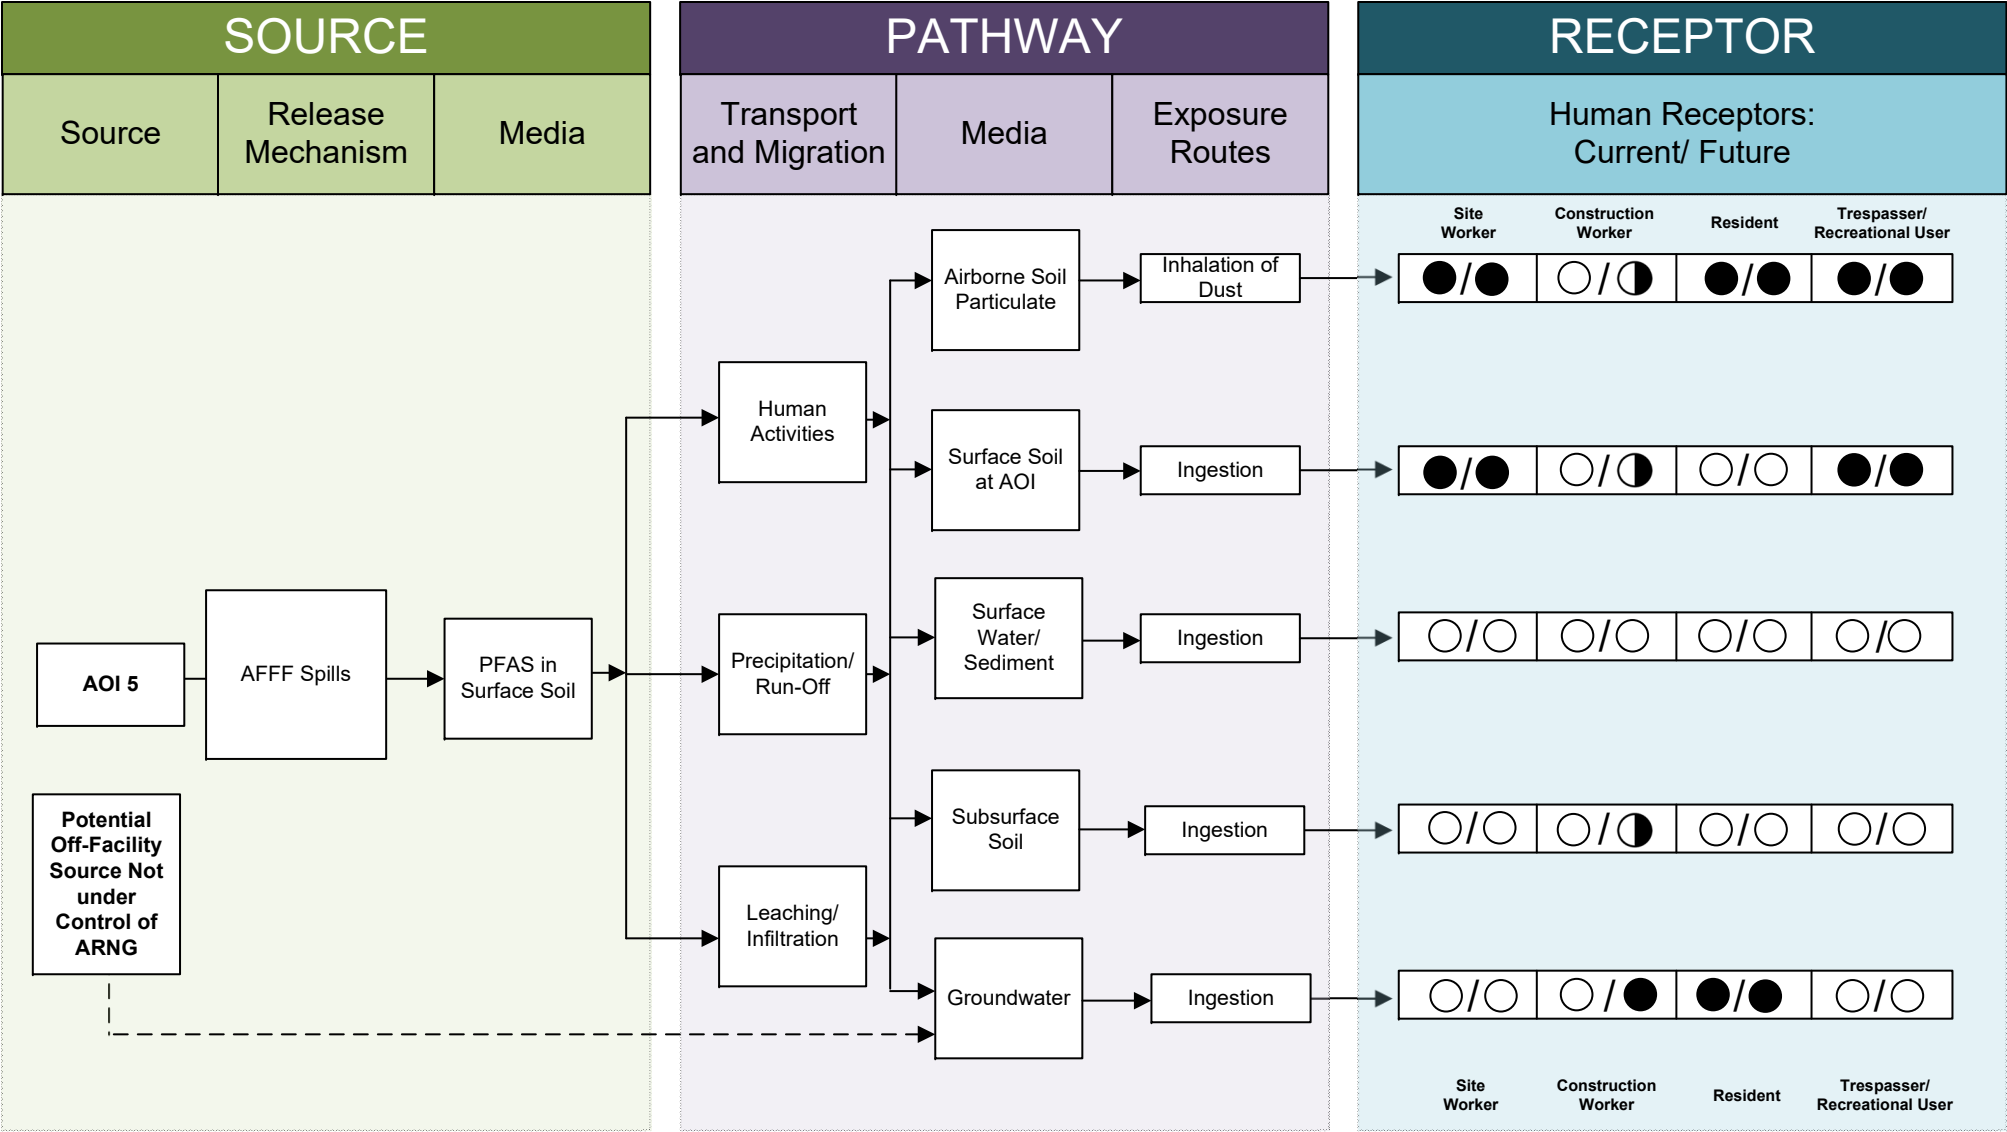 SOURCE
PATHWAY
RECEPTOR
Source
Release
Mechanism
Media
Transport
and Migration
Media
Exposure
Routes
Human Receptors:
Current/ Future
Site
Worker
Construction
Worker
Resident
Trespasser/
Recreational User
Airborne Soil
Particulate
Inhalation of
Dust
/ / / /
Human
Activities
Surface Soil
at AOI
Ingestion
/ / / /
AOI 5
AFFF Spills
PFAS in
Surface Soil
Precipitation/
Run-Off
Surface
Water/
Sediment
Ingestion
/ / / /
Potential
Off-Facility
Source Not
under
Control of
ARNG
Subsurface
Soil
Ingestion
/ / / /
Leaching/
Infiltration
Groundwater
Ingestion
/ / / /
Site
Worker
Construction
Worker
Resident
Trespasser/
Recreational User